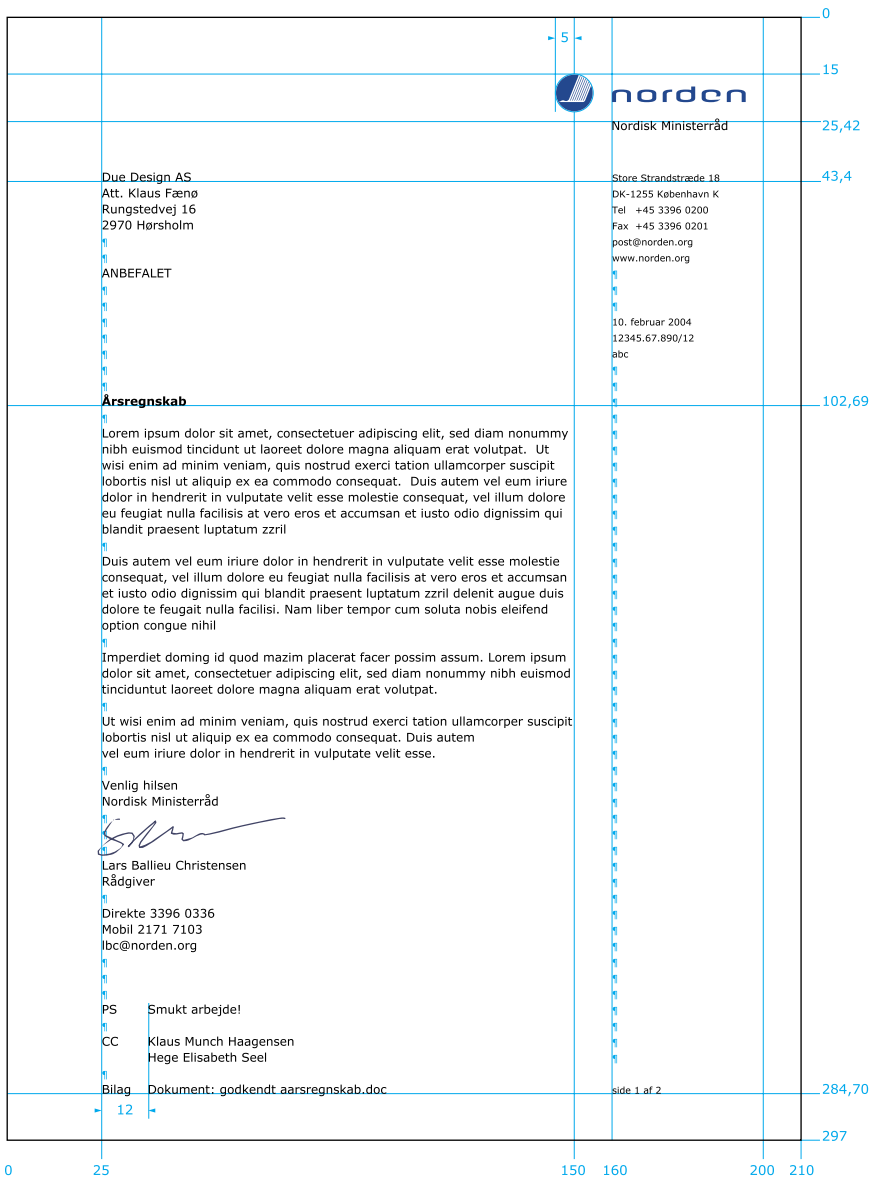 0
5
15
norden
Nordisk Ministerråd
25,42
Due Design AS
Att. Klaus Fænø
Rungstedvej 16
2970 Hørsholm
¶
¶
ANBEFALET
¶
¶
¶
¶
¶
¶
¶
Store Strandstræde 18
DK-1255 København K
Tel +45 3396 0200
Fax +45 3396 0201
post@norden.org
www.norden.org
¶
¶
¶
10. februar 2004
12345.67.890/12
abc
¶
43,4
Årsregnskab
102,69
¶
Lorem ipsum dolor sit amet, consectetuer adipiscing elit, sed diam nonummy
nibh euismod tincidunt ut laoreet dolore magna aliquam erat volutpat.  Ut
wisi enim ad minim veniam, quis nostrud exerci tation ullamcorper suscipit
lobortis nisl ut aliquip ex ea commodo consequat.  Duis autem vel eum iriure
dolor in hendrerit in vulputate velit esse molestie consequat, vel illum dolore
eu feugiat nulla facilisis at vero eros et accumsan et iusto odio dignissim qui
blandit praesent luptatum zzril
¶
Duis autem vel eum iriure dolor in hendrerit in vulputate velit esse molestie
consequat, vel illum dolore eu feugiat nulla facilisis at vero eros et accumsan
et iusto odio dignissim qui blandit praesent luptatum zzril delenit augue duis
dolore te feugait nulla facilisi. Nam liber tempor cum soluta nobis eleifend
option congue nihil
¶
Imperdiet doming id quod mazim placerat facer possim assum. Lorem ipsum
dolor sit amet, consectetuer adipiscing elit, sed diam nonummy nibh euismod
tinciduntut laoreet dolore magna aliquam erat volutpat.
¶
Ut wisi enim ad minim veniam, quis nostrud exerci tation ullamcorper suscipit
lobortis nisl ut aliquip ex ea commodo consequat. Duis autem
vel eum iriure dolor in hendrerit in vulputate velit esse.
¶
Venlig hilsen
Nordisk Ministerråd
¶
¶
¶
Lars Ballieu Christensen
Rådgiver
¶
Direkte 3396 0336
Mobil 2171 7103
lbc@norden.org
¶
¶
¶
PS Smukt arbejde!
¶
CC Klaus Munch Haagensen
Hege Elisabeth Seel
¶
Bilag Dokument: godkendt aarsregnskab.doc
side 1 af 2
284,70
12
297
0 25 150 160 200 210